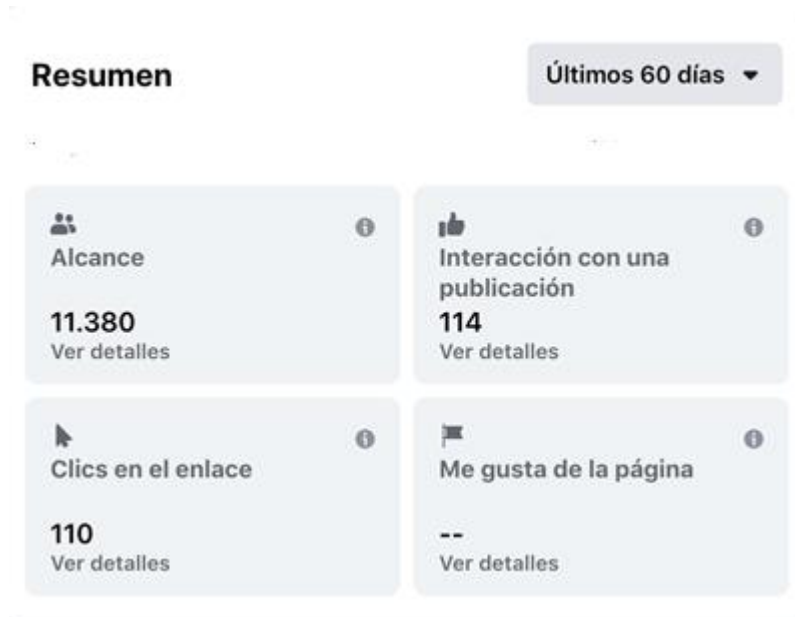 Resumen
Últimos 60 días
Alcance
11.380
Ver detalles
Interacción con una
publicación
114
Ver detalles
Clics en el enlace
110
Ver detalles
Me gusta de la página
--
Ver detalles